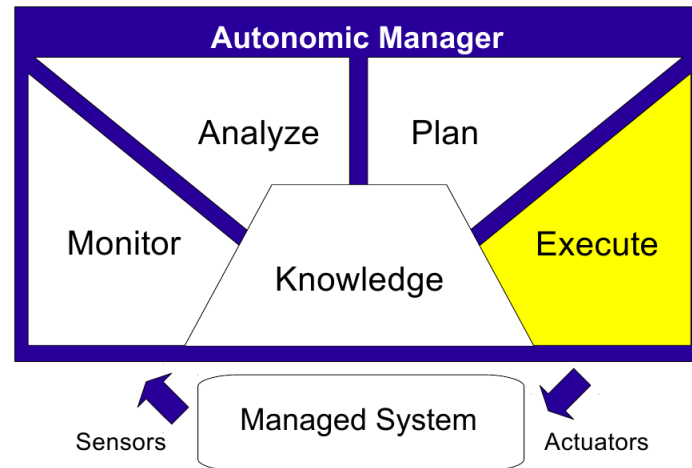 Autonomic Manager
Analyze
Plan
Monitor
Execute
Knowledge
Managed System
Sensors
Actuators